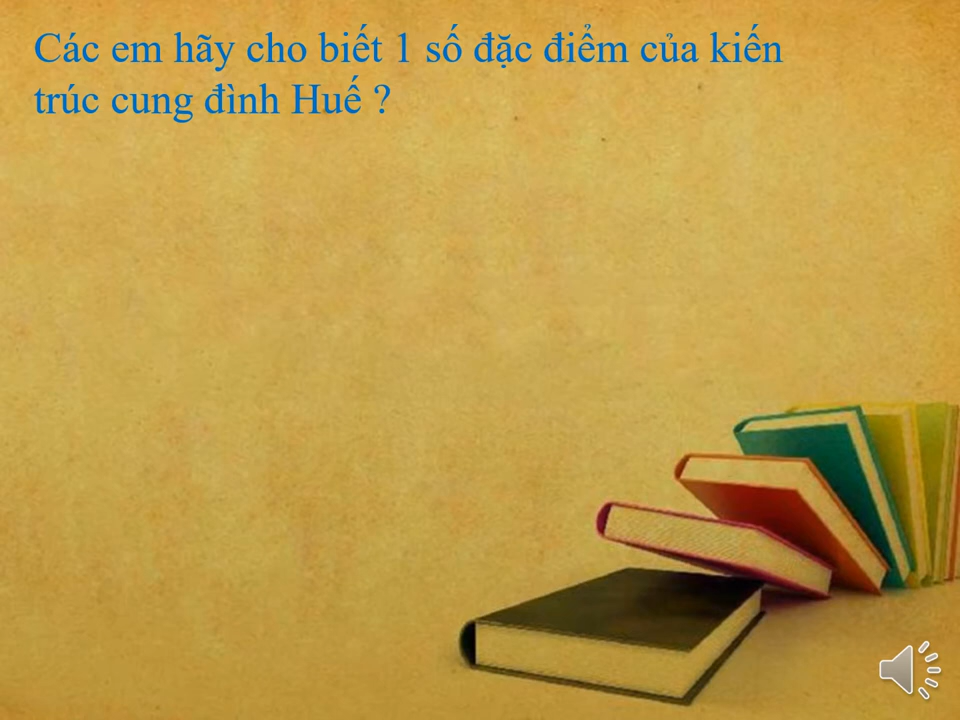 Các em hãy cho biết 1 số đặc điểm của kiến
trúc cung đình Huế ?